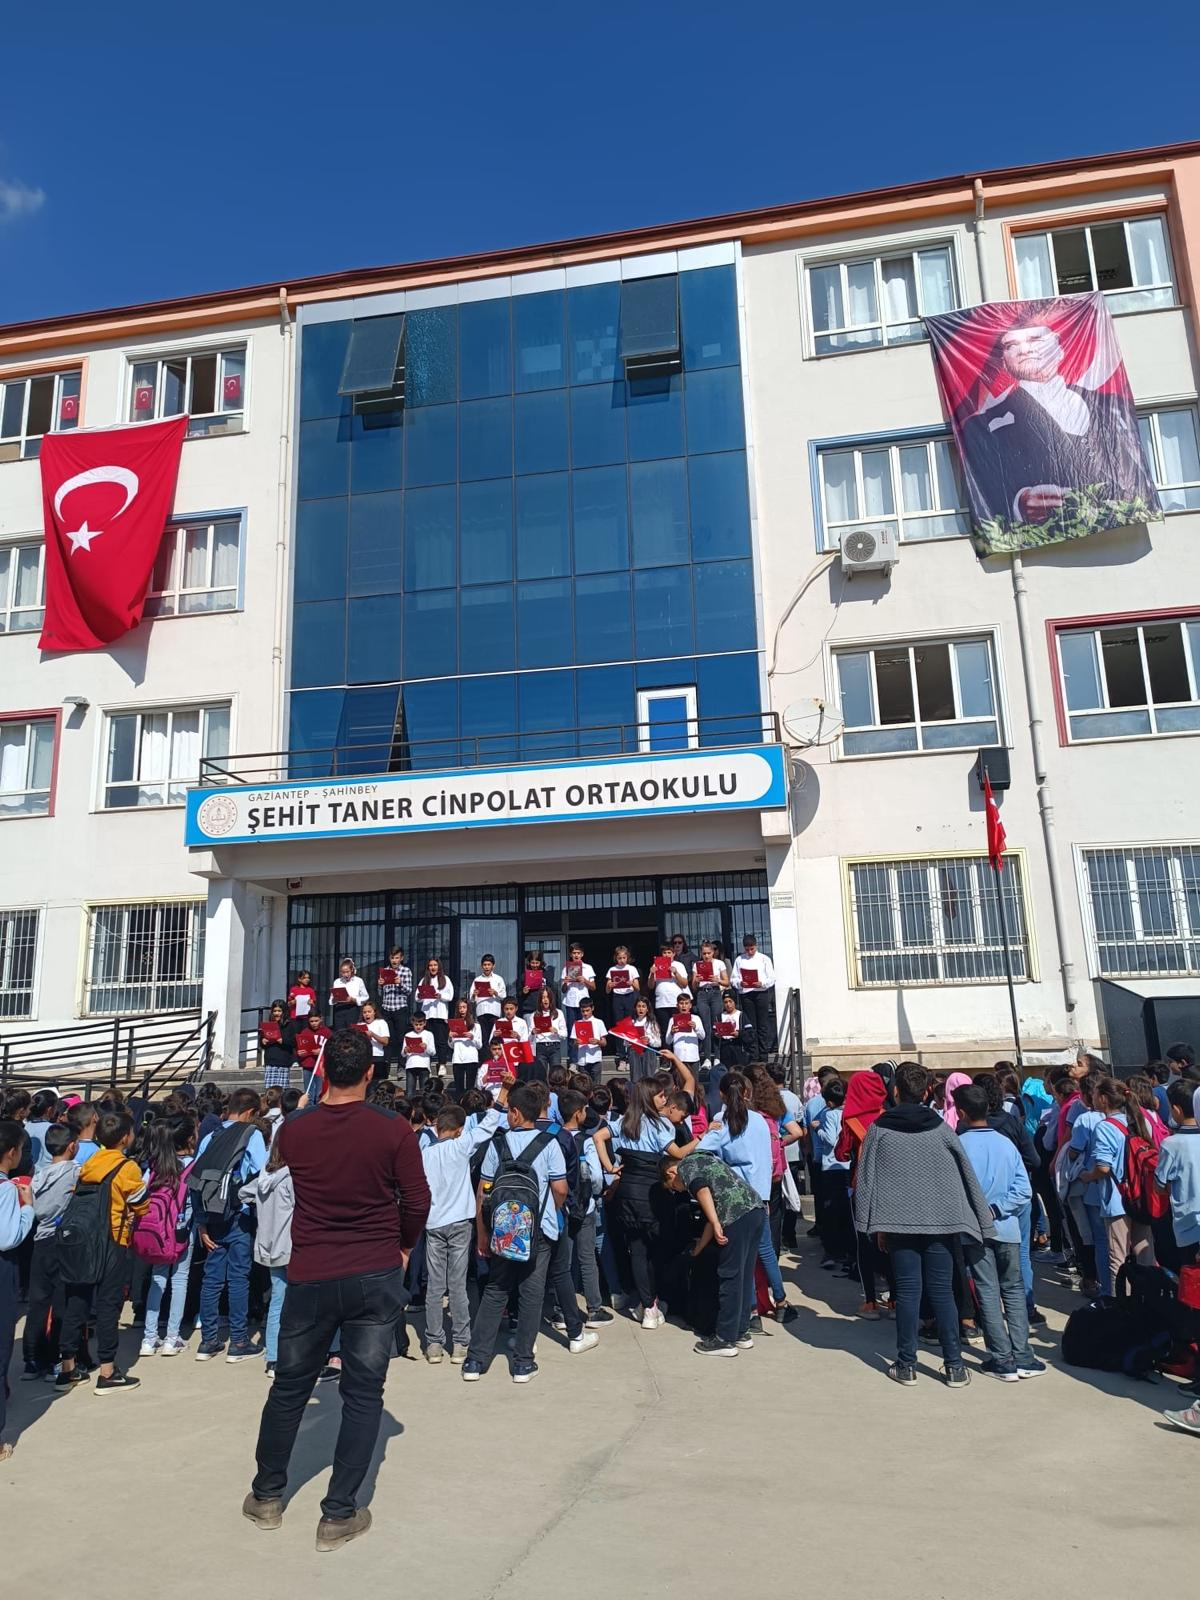 GAZİANTEP - ŞAHİNBEY
ŞEHİT TANER CİNPOLAT ORTAOKULU